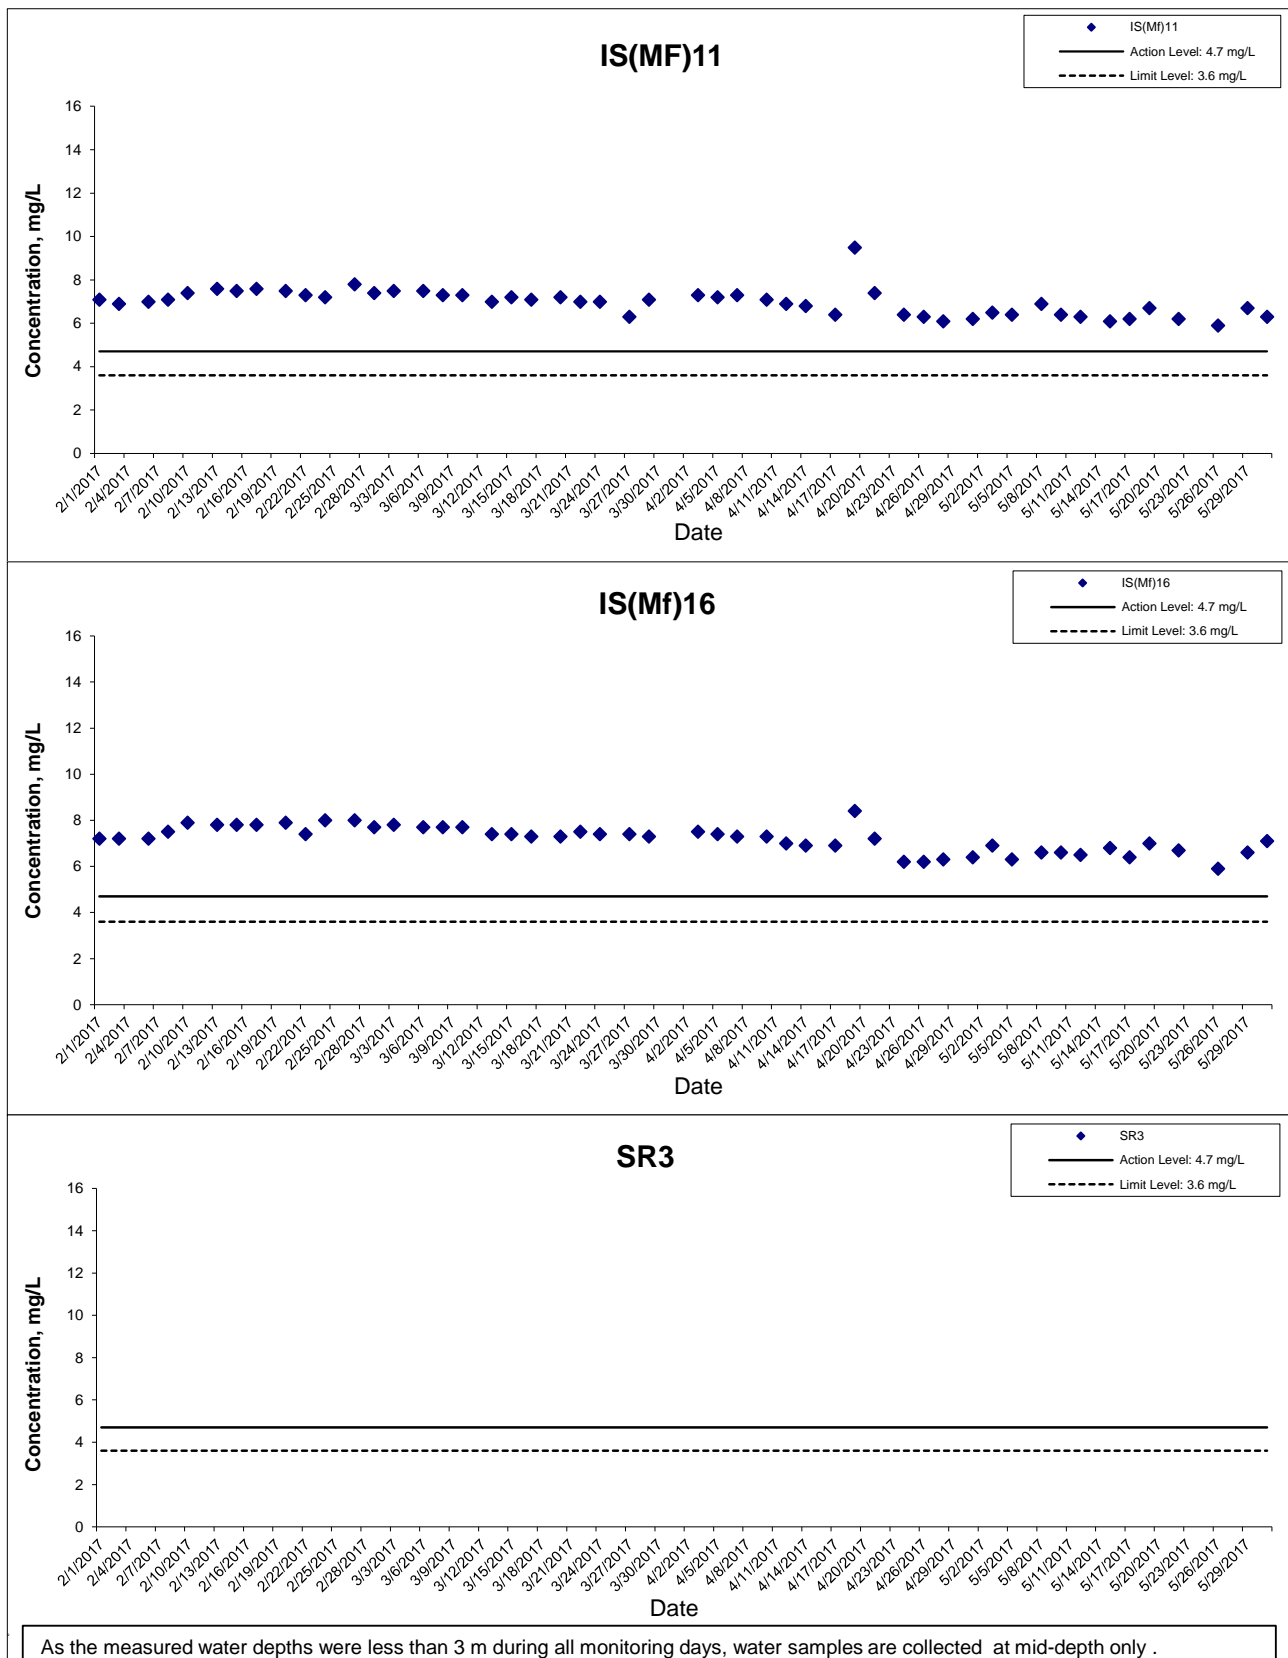 IS(MF)11
IS(Mf)11
Action Level: 4.7 mg/L
Limit Level: 3.6 mg/L
Concentration, mg/L
16
14
12
10
8
6
4
2
0
2/1/2017 2/4/2017 2/7/2017 2/10/2017 2/13/2017 2/16/2017 2/19/2017 2/22/2017 2/25/2017 2/28/2017 3/3/2017 3/6/2017 3/9/2017 3/12/2017 3/15/2017 3/18/2017 3/21/2017 3/24/2017 3/27/2017 3/30/2017 4/2/2017 4/5/2017 4/8/2017 4/11/2017 4/14/2017 4/17/2017 4/20/2017 4/23/2017 4/26/2017 4/29/2017 5/2/2017 5/5/2017 5/8/2017 5/11/2017 5/14/2017 5/17/2017 5/20/2017 5/23/2017 5/26/2017 5/29/2017
Date
IS(Mf)16
IS(Mf)16
Action Level: 4.7 mg/L
Limit Level: 3.6 mg/L
Concentration, mg/L
16
14
12
10
8
6
4
2
0
2/1/2017 2/4/2017 2/7/2017 2/10/2017 2/13/2017 2/16/2017 2/19/2017 2/22/2017 2/25/2017 2/28/2017 3/3/2017 3/6/2017 3/9/2017 3/12/2017 3/15/2017 3/18/2017 3/21/2017 3/24/2017 3/27/2017 3/30/2017 4/2/2017 4/5/2017 4/8/2017 4/11/2017 4/14/2017 4/17/2017 4/20/2017 4/23/2017 4/26/2017 4/29/2017 5/2/2017 5/5/2017 5/8/2017 5/11/2017 5/14/2017 5/17/2017 5/20/2017 5/23/2017 5/26/2017 5/29/2017
Date
SR3
SR3
Action Level: 4.7 mg/L
Limit Level: 3.6 mg/L
Concentration, mg/L
16
14
12
10
8
6
4
2
0
2/1/2017 2/4/2017 2/7/2017 2/10/2017 2/13/2017 2/16/2017 2/19/2017 2/22/2017 2/25/2017 2/28/2017 3/3/2017 3/6/2017 3/9/2017 3/12/2017 3/15/2017 3/18/2017 3/21/2017 3/24/2017 3/27/2017 3/30/2017 4/2/2017 4/5/2017 4/8/2017 4/11/2017 4/14/2017 4/17/2017 4/20/2017 4/23/2017 4/26/2017 4/29/2017 5/2/2017 5/5/2017 5/8/2017 5/11/2017 5/14/2017 5/17/2017 5/20/2017 5/23/2017 5/26/2017 5/29/2017
Date
As the measured water depths were less than 3 m during all monitoring days, water samples are collected at mid-depth only .